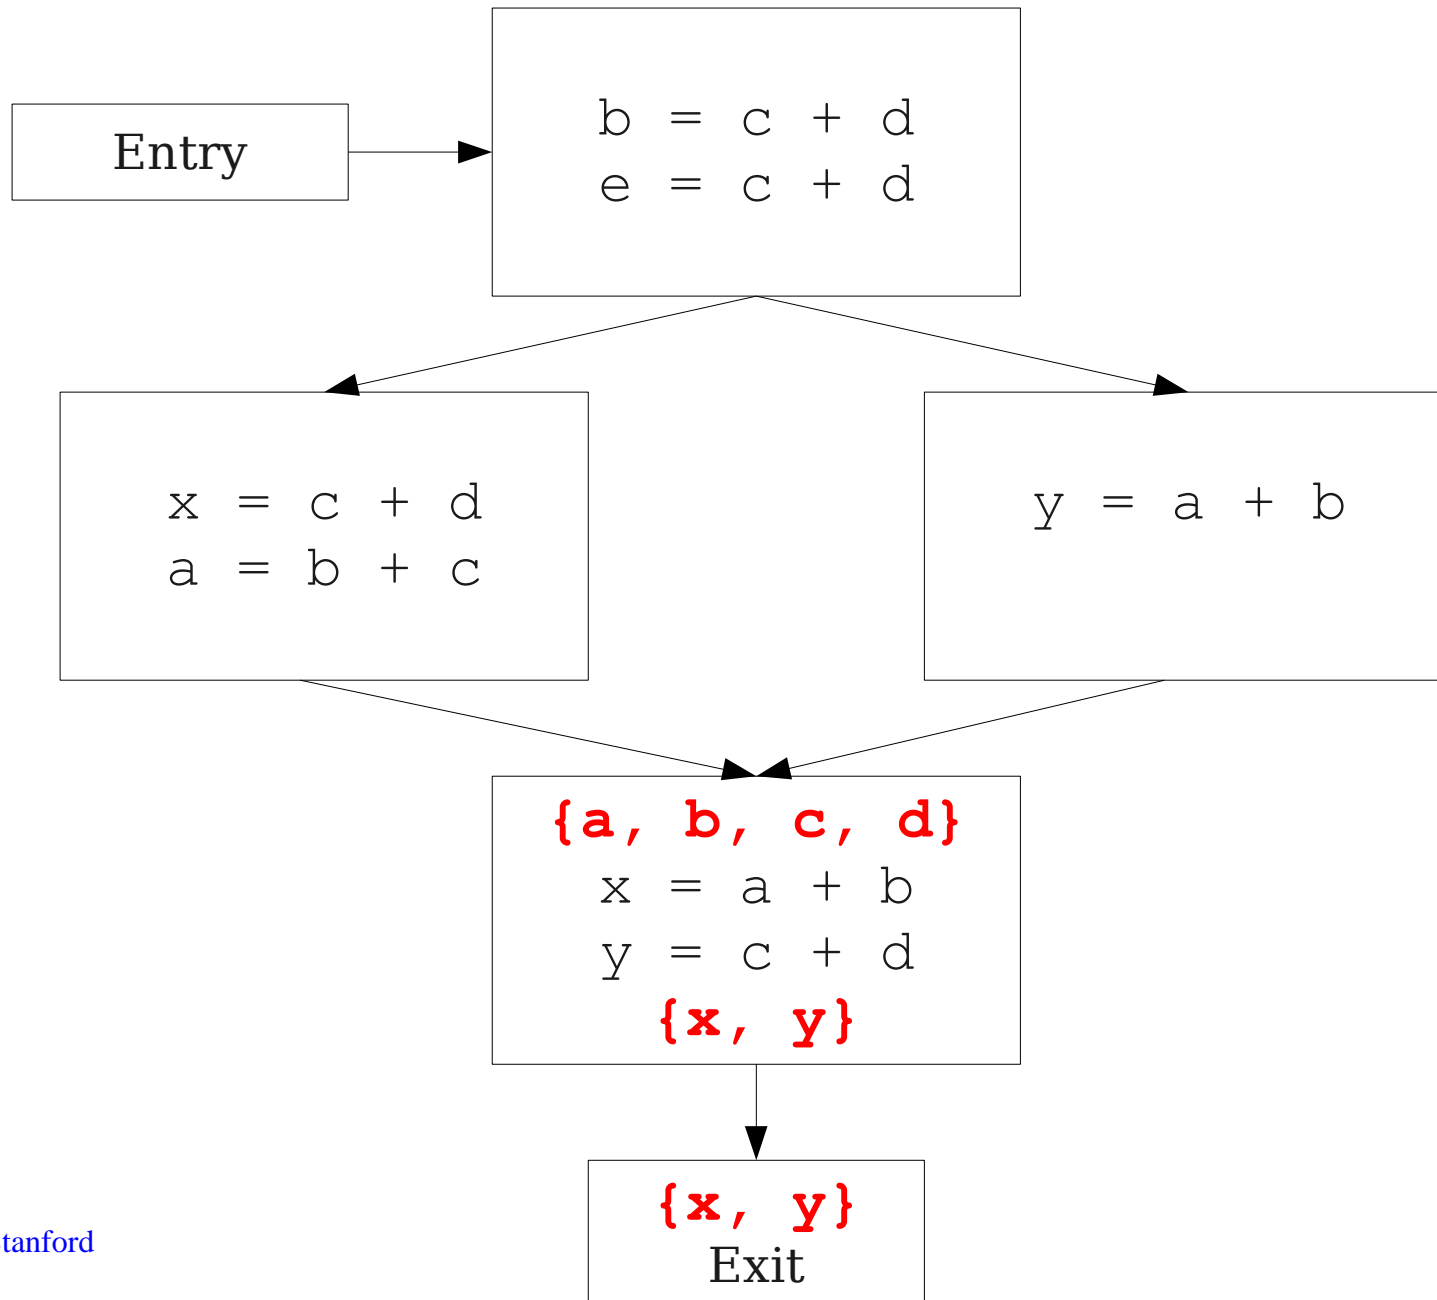 Entry
b = c + d
e = c + d
x = c + d
a = b + c
y = a + b
{a, b, c, d}
x = a + b
y = c + d
{x, y}
{x, y}
Exit
tanford